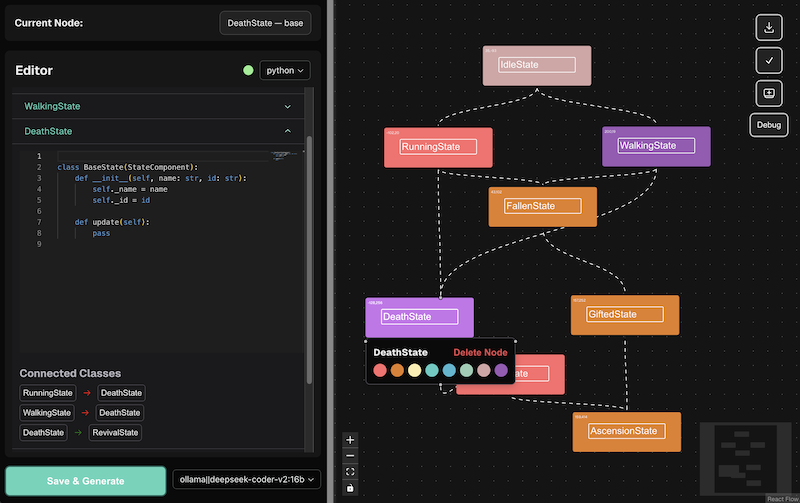 Current Node:
DeathState — base
Editor
python
WalkingState
DeathState
1
2 class BaseState(StateComponent):
3 def __init__(self, name: str, id: str):
4 self._name = name
5 self._id = id
6
7 def update(self):
8 pass
9
Connected Classes
RunningState → DeathState
WalkingState → DeathState
DeathState → RevivalState
Save & Generate
ollama||deepseek-coder-v2:16b
IdleState
RunningState
WalkingState
FallenState
DeathState
GiftedState
DeathState Delete Node
AscensionState
Debug
React Flow